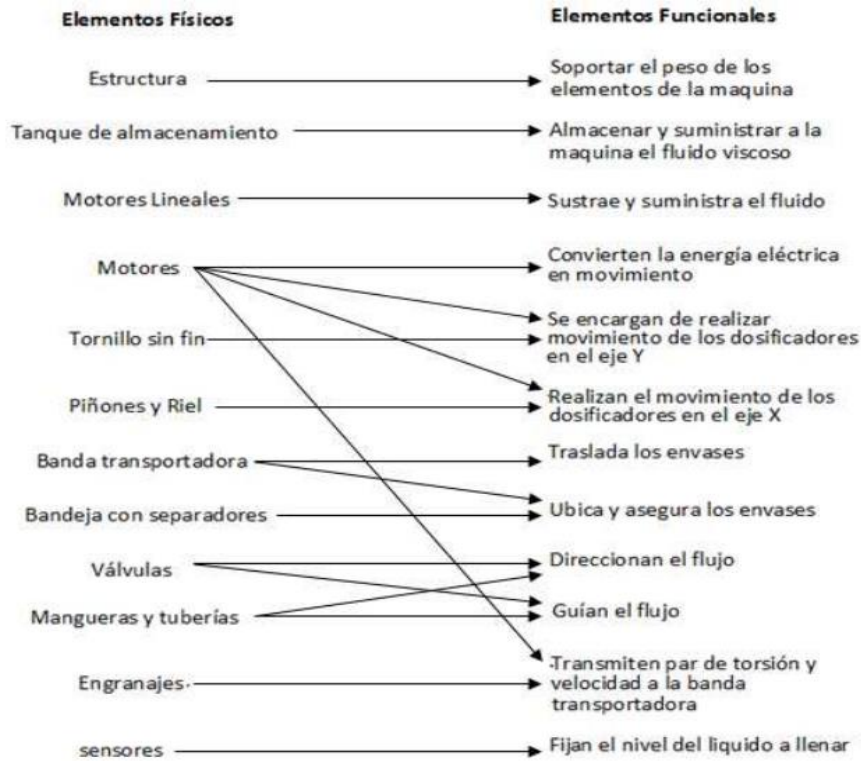 Elementos Físicos
Elementos Funcionales
Estructura
Soportar el peso de los
elementos de la maquina
Tanque de almacenamiento
Almacenar y suministrar a la
maquina el fluido viscoso
Motores Lineales
Sustrae y suministra el fluido
Motores
Convierten la energía eléctrica
en movimiento
Se encargan de realizar
movimiento de los dosificadores
en el eje Y
Tornillo sin fin
Realizan el movimiento de los
dosificadores en el eje X
Piñones y Riel
Banda transportadora
Traslada los envases
Bandeja con separadores
Ubica y asegura los envases
Válvulas
Direccionan el flujo
Mangueras y tuberías
Guían el flujo
Engranajes.
.Transmiten par de torsión y
velocidad a la banda
transportadora
sensores
Fijan el nivel del liquido a llenar